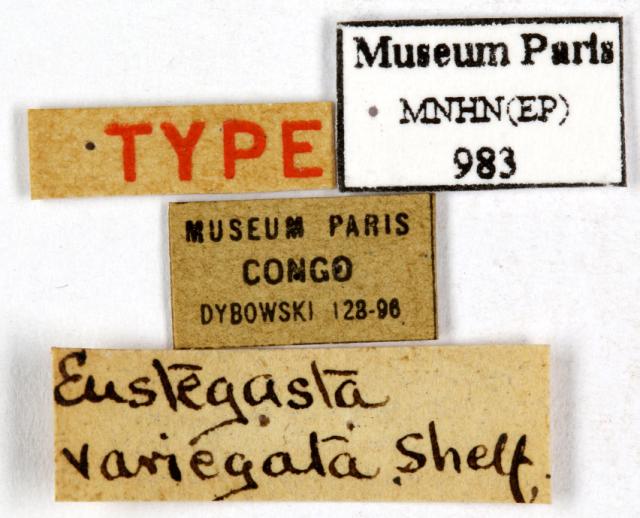 TYPE
Museum Paris
MNHN(EP)
983
MUSEUM PARIS
CONGO
DYBOWSKI 128-96
Eustegasta
variegata Shelf.